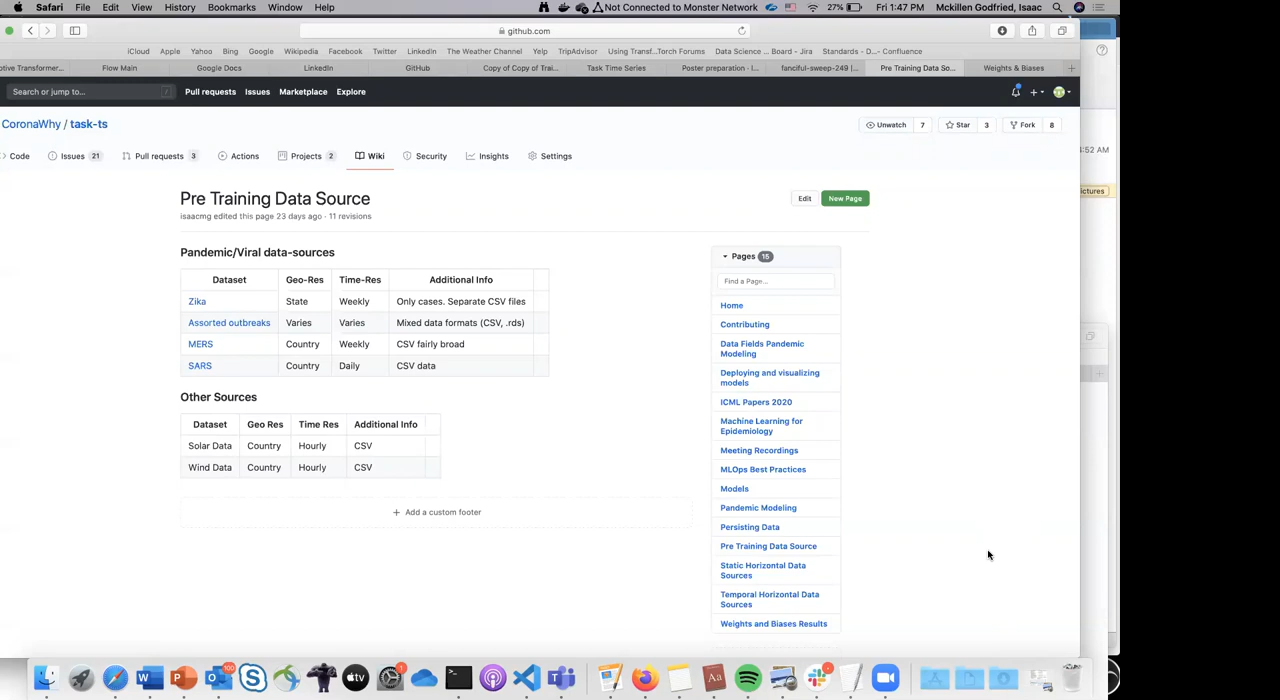 Safari File Edit View History Bookmarks Window Help Not Connected to Monster Network 27% Fri 1:47 PM Mckillen Godfried, Isaac
github.com
iCloud Apple Yahoo Bing Google Wikipedia Facebook Twitter LinkedIn The Weather Channel Yelp TripAdvisor Using Transf...Torch Forums Data Science ... Board - Jira Standards - D...- Confluence
ptive Transformer... Flow Main Google Docs LinkedIn GitHub Copy of Copy of Trai... Task Time Series Poster preparation - I... fanciful-sweep-249 |... Pre Training Data So... Weights & Biases
Search or jump to... / Pull requests Issues Marketplace Explore
CoronaWhy / task-ts
Unwatch 7 Star 3 Fork 8
:52 AM
Code Issues 21 Pull requests 3 Actions Projects 2 Wiki Security Insights Settings
ictures
Pre Training Data Source
Edit New Page
isaacmg edited this page 23 days ago · 11 revisions
Pandemic/Viral data-sources
Dataset Geo-Res Time-Res Additional Info
Zika State Weekly Only cases. Separate CSV files
Assorted outbreaks Varies Varies Mixed data formats (CSV, .rds)
MERS Country Weekly CSV fairly broad
SARS Country Daily CSV data
Other Sources
Dataset Geo Res Time Res Additional Info
Solar Data Country Hourly CSV
Wind Data Country Hourly CSV
+ Add a custom footer
Pages 15
Find a Page...
Home
Contributing
Data Fields Pandemic
Modeling
Deploying and visualizing
models
ICML Papers 2020
Machine Learning for
Epidemiology
Meeting Recordings
MLOps Best Practices
Models
Pandemic Modeling
Persisting Data
Pre Training Data Source
Static Horizontal Data
Sources
Temporal Horizontal Data
Sources
Weights and Biases Results
100
1
tv
Aa